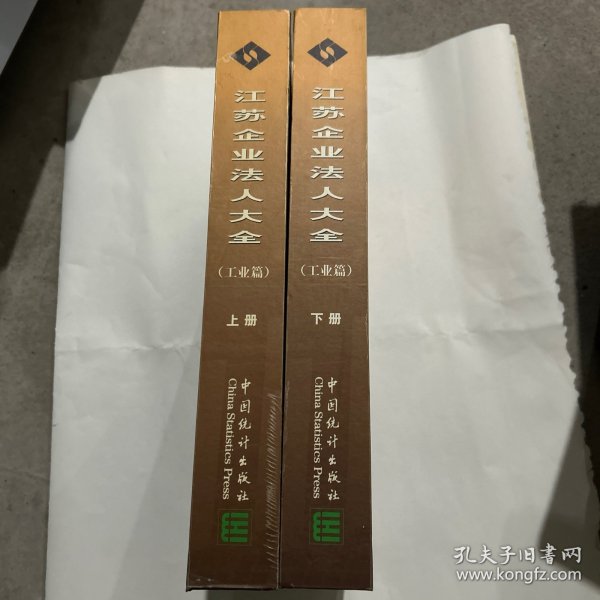 江苏企业法人大全
(工业篇)
上册
中国统计出版社
China Statistics Press
江苏企业法人大全
(工业篇)
下册
中国统计出版社
China Statistics Press
孔夫子旧书网
www.kongfz.com